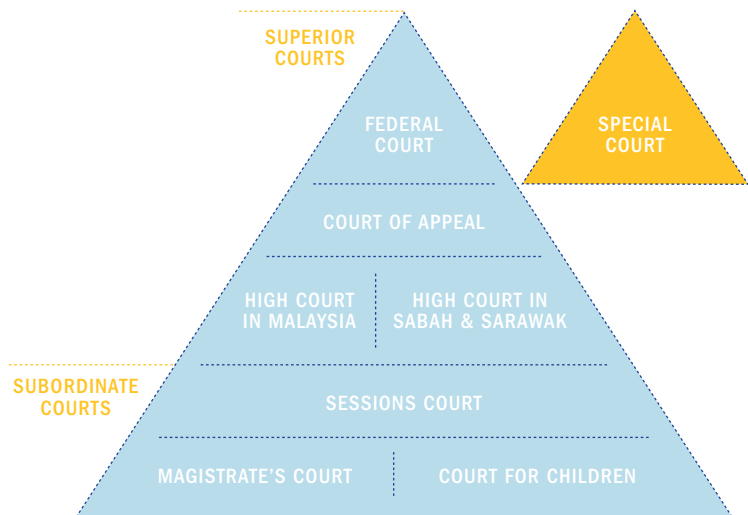 SUPERIOR
COURTS
FEDERAL
COURT
SPECIAL
COURT
COURT OF APPEAL
HIGH COURT
IN MALAYSIA
HIGH COURT IN
SABAH & SARAWAK
SUBORDINATE
COURTS
SESSIONS COURT
MAGISTRATE'S COURT
COURT FOR CHILDREN